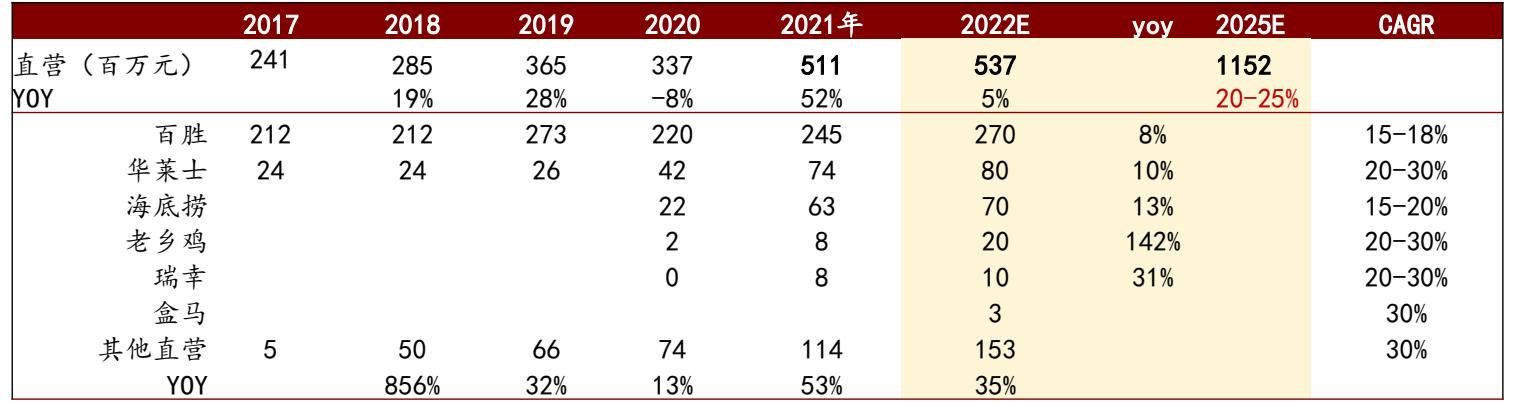 2017 2018 2019 2020 2021年 2022E yoy 2025E CAGR
直营（百万元） 241 285 365 337 511 537 1152
YOY 19% 28% -8% 52% 5% 20-25%
百胜 212 212 273 220 245 270 8% 15-18%
华莱士 24 24 26 42 74 80 10% 20-30%
海底捞 22 63 70 13% 15-20%
老乡鸡 2 8 20 142% 20-30%
瑞幸 0 8 10 31% 20-30%
盒马 3 30%
其他直营 5 50 66 74 114 153 30%
YOY 856% 32% 13% 53% 35%